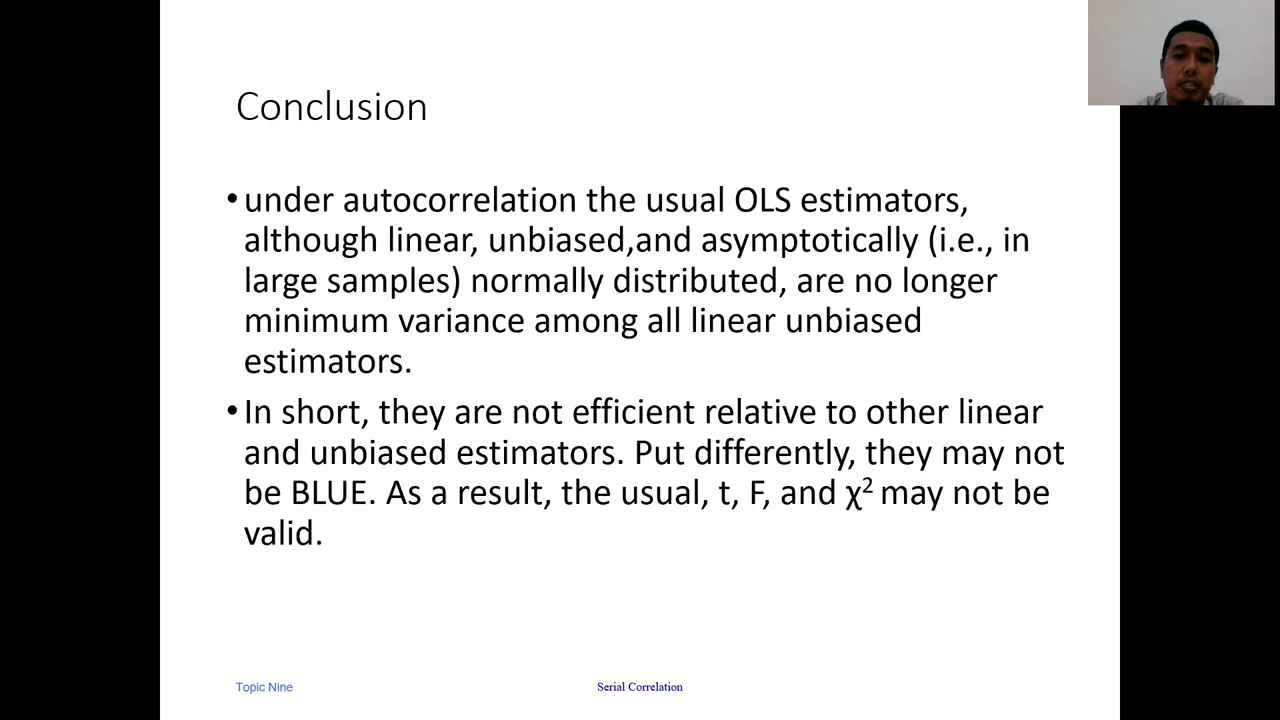 Conclusion
• under autocorrelation the usual OLS estimators,
although linear, unbiased,and asymptotically (i.e., in
large samples) normally distributed, are no longer
minimum variance among all linear unbiased
estimators.
• In short, they are not efficient relative to other linear
and unbiased estimators. Put differently, they may not
be BLUE. As a result, the usual, t, F, and χ² may not be
valid.
Topic Nine
Serial Correlation